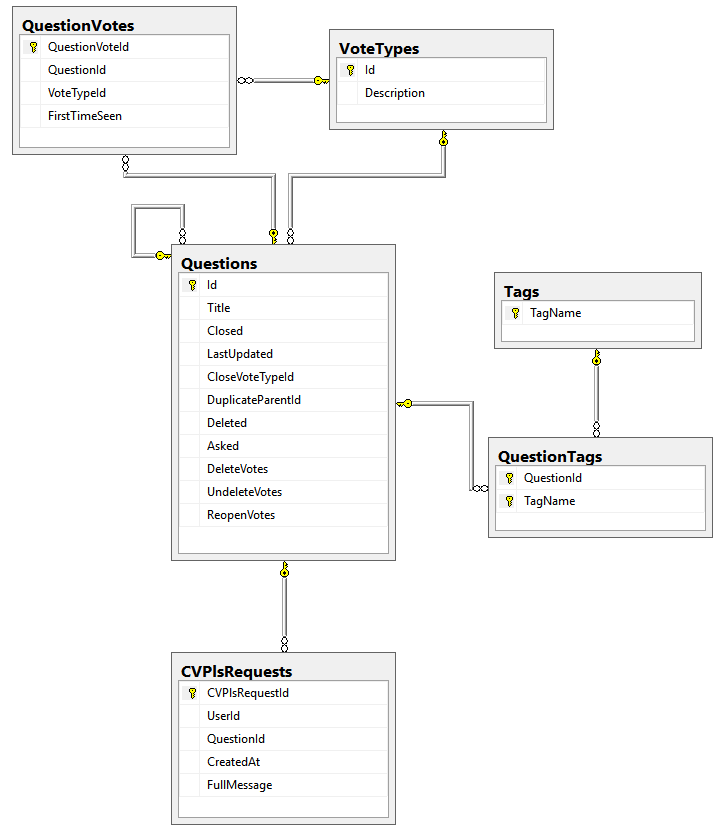 QuestionVotes
QuestionVoteId
QuestionId
VoteTypeId
FirstTimeSeen
VoteTypes
Id
Description
Questions
Id
Title
Closed
LastUpdated
CloseVoteTypeId
DuplicateParentId
Deleted
Asked
DeleteVotes
UndeleteVotes
ReopenVotes
Tags
TagName
QuestionTags
QuestionId
TagName
CVPlsRequests
CVPlsRequestId
UserId
QuestionId
CreatedAt
FullMessage